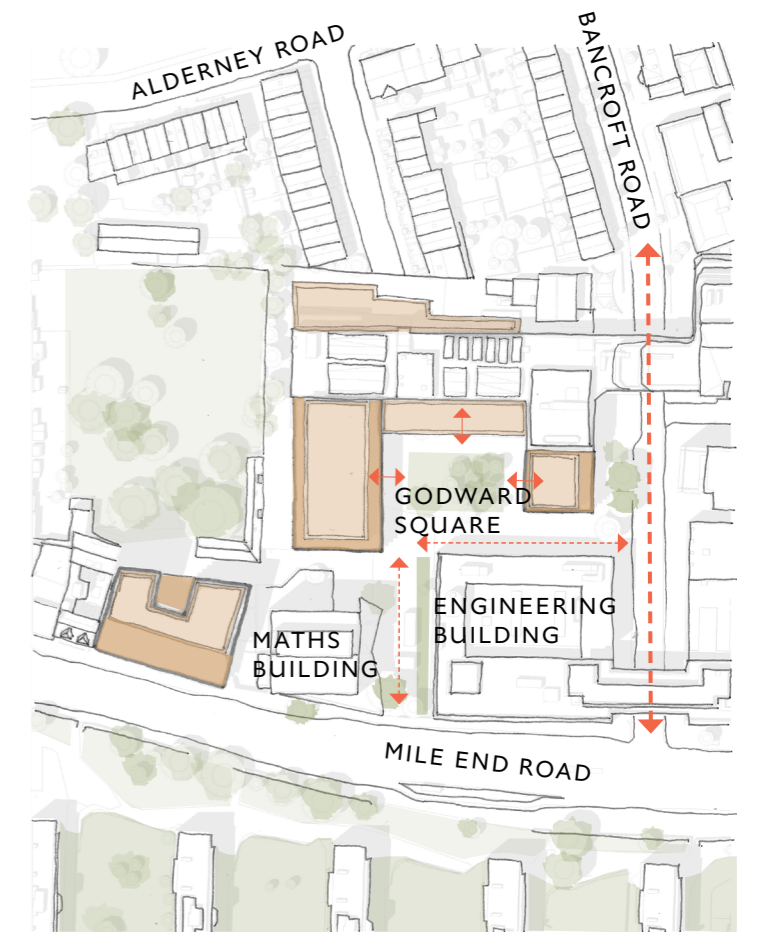 ALDERNEY ROAD
BANCROFT ROAD
GODWARD
SQUARE
ENGINEERING
BUILDING
MATHS
BUILDING
MILE END ROAD